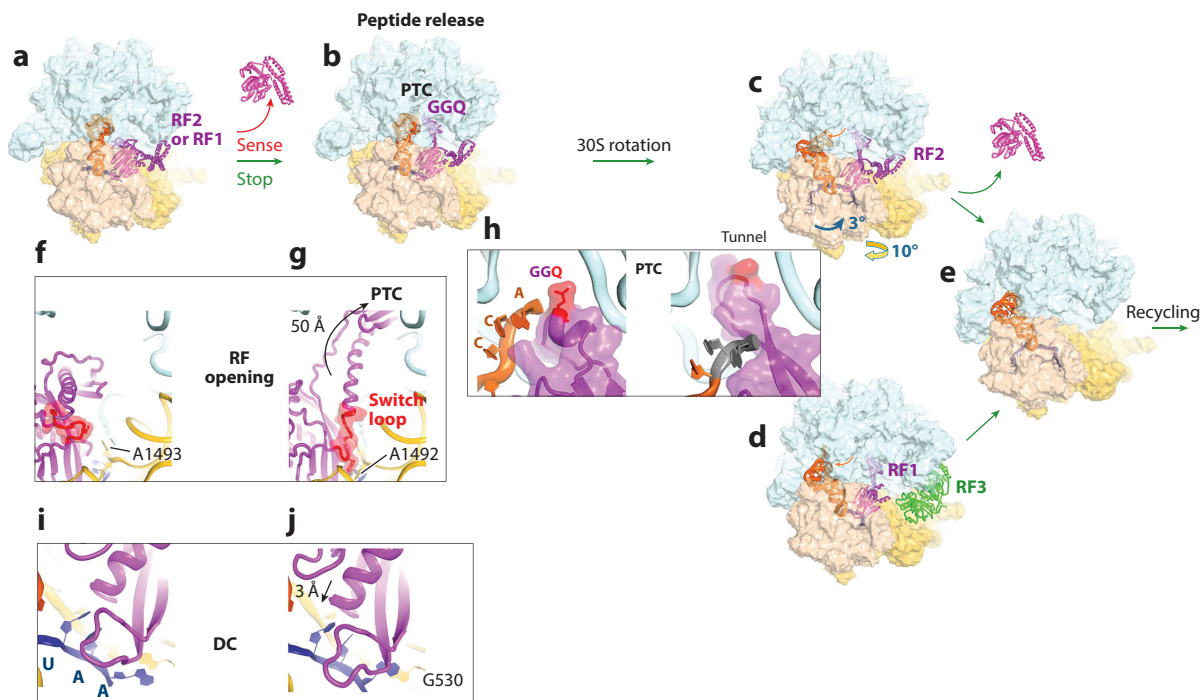 Peptide release
a
b
c
RF2
or RF1
Sense
Stop
PTC
GGQ
30S rotation
RF2
3°
10°
f
g
h
Tunnel
e
PTC
50 Å
RF
opening
Switch
loop
A1493
A1492
GGQ
A
C
C
PTC
Recycling
d
RF1
RF3
i
j
U
A
A
DC
3 Å
G530